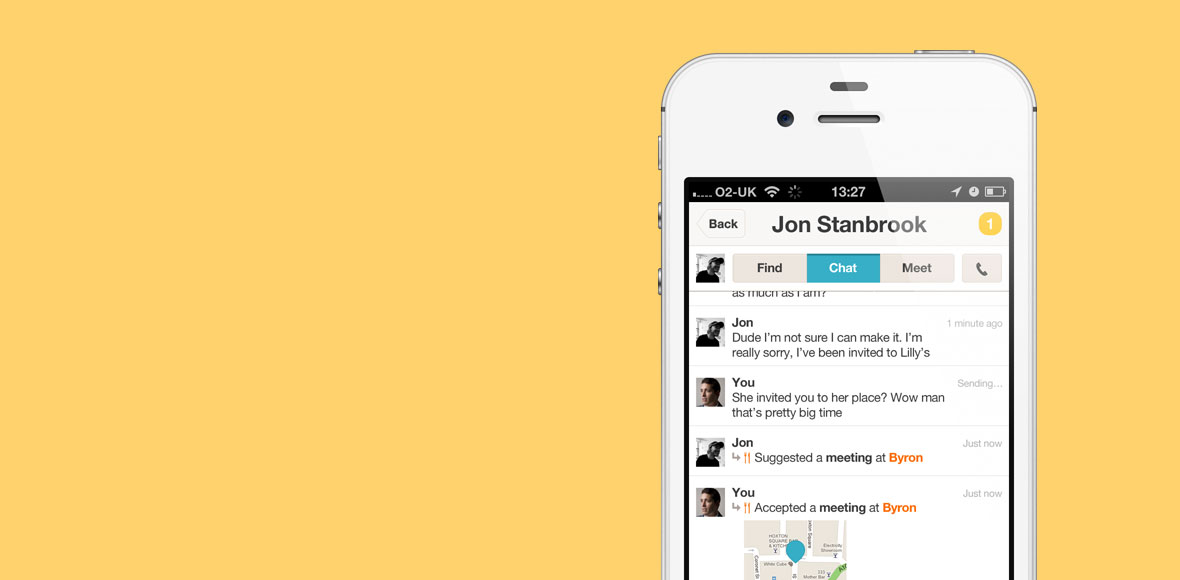 O2-UK 13:27
Back Jon Stanbrook 1
Find Chat Meet
as much as I am?
Jon 1 minute ago
Dude I'm not sure I can make it. I'm
really sorry, I've been invited to Lilly's
You Sending...
She invited you to her place? Wow man
that's pretty big time
Jon Just now
Suggested a meeting at Byron
You Just now
Accepted a meeting at Byron
HOXTON
SQUARE BAR
& KITCHEN
Electricity
Showroom
White Cube
333
Mother Bar